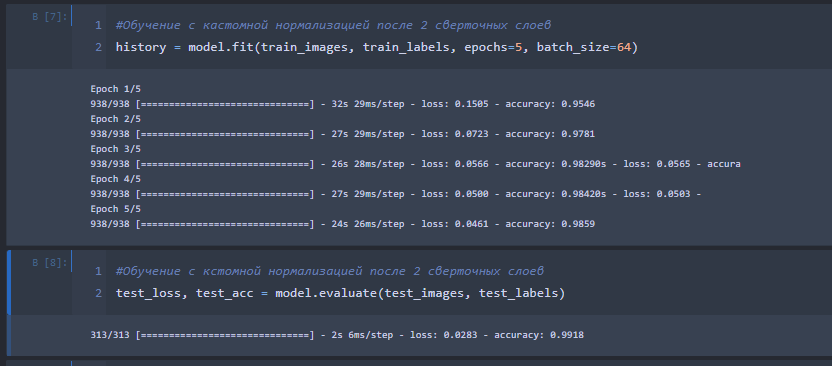 В [7]:
1 #Обучение с кастомной нормализацией после 2 сверточных слоев
2 history = model.fit(train_images, train_labels, epochs=5, batch_size=64)
Epoch 1/5
938/938 [==============================] - 32s 29ms/step - loss: 0.1505 - accuracy: 0.9546
Epoch 2/5
938/938 [==============================] - 27s 29ms/step - loss: 0.0723 - accuracy: 0.9781
Epoch 3/5
938/938 [==============================] - 26s 28ms/step - loss: 0.0566 - accuracy: 0.98290s - loss: 0.0565 - accura
Epoch 4/5
938/938 [==============================] - 27s 29ms/step - loss: 0.0500 - accuracy: 0.98420s - loss: 0.0503 -
Epoch 5/5
938/938 [==============================] - 24s 26ms/step - loss: 0.0461 - accuracy: 0.9859
В [8]:
1 #Обучение с кстомной нормализацией после 2 сверточных слоев
2 test_loss, test_acc = model.evaluate(test_images, test_labels)
313/313 [==============================] - 2s 6ms/step - loss: 0.0283 - accuracy: 0.9918